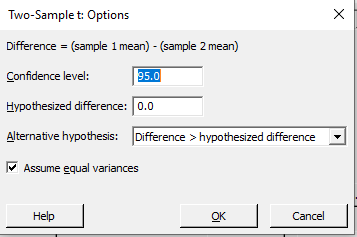 Two-Sample t: Options
Difference = (sample 1 mean) - (sample 2 mean)
Confidence level: 95.0
Hypothesized difference: 0.0
Alternative hypothesis: Difference > hypothesized difference
Assume equal variances
Help OK Cancel